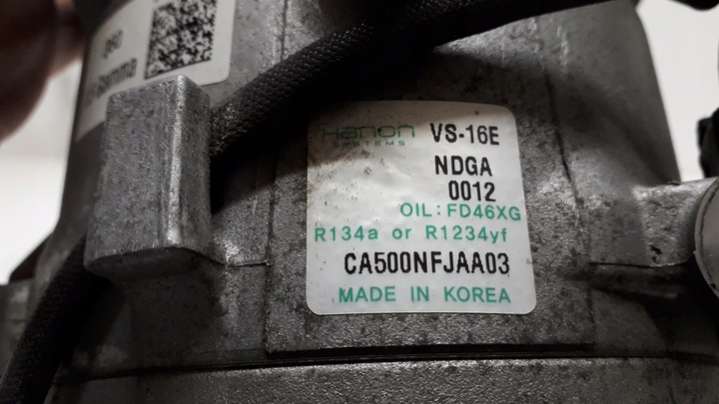 Hanon VS-16E
SYSTEMS
NDGA
0012
OIL:FD46XG
R134a or R1234yf
CA500NFJAA03
MADE IN KOREA